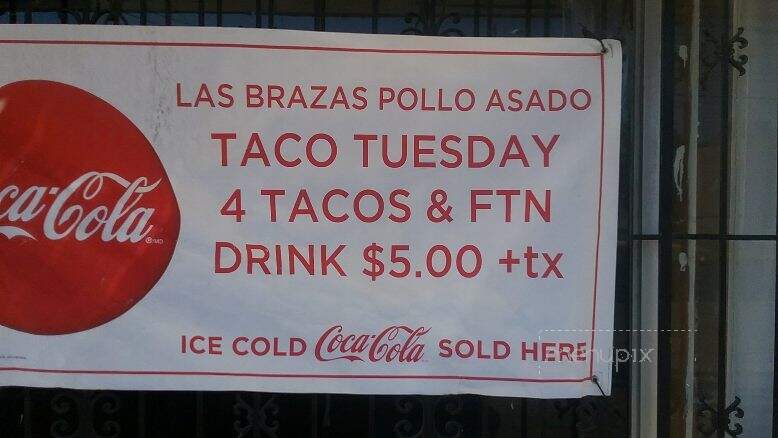 LAS BRAZAS POLLO ASADO
TACO TUESDAY
4 TACOS & FTN
DRINK $5.00 +tx
ca-Cola
ICE COLD Coca-Cola SOLD HERE
menupix